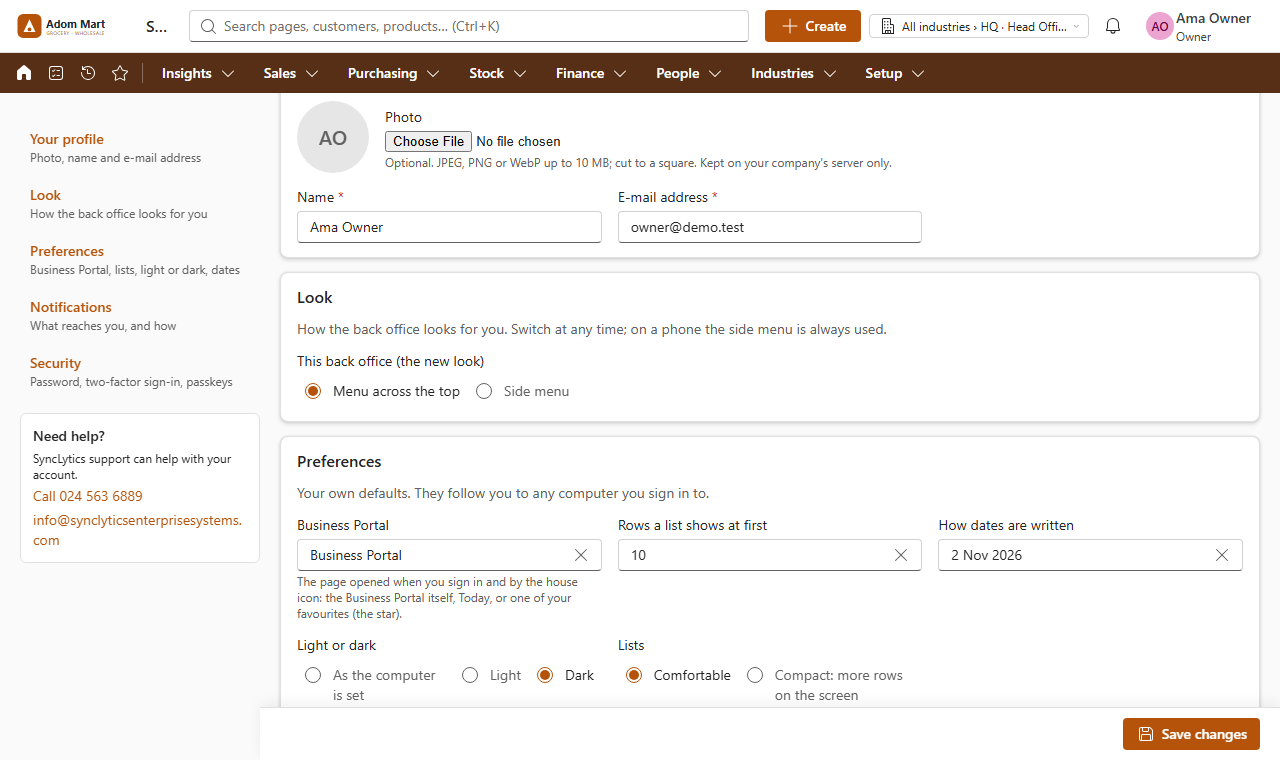 Adom Mart
GROCERY · WHOLESALE
S...
Search pages, customers, products... (Ctrl+K)
Create
All industries › HQ · Head Offi...
AO
Ama Owner
Owner
Insights
Sales
Purchasing
Stock
Finance
People
Industries
Setup
Your profile
Photo, name and e-mail address
Look
How the back office looks for you
Preferences
Business Portal, lists, light or dark, dates
Notifications
What reaches you, and how
Security
Password, two-factor sign-in, passkeys
Need help?
SyncLytics support can help with your
account.
Call 024 563 6889
info@synclyticsenterprisesystems.
com
AO
Photo
Choose File No file chosen
Optional. JPEG, PNG or WebP up to 10 MB; cut to a square. Kept on your company's server only.
Name *
E-mail address *
Ama Owner
owner@demo.test
Look
How the back office looks for you. Switch at any time; on a phone the side menu is always used.
This back office (the new look)
Menu across the top
Side menu
Preferences
Your own defaults. They follow you to any computer you sign in to.
Business Portal
Rows a list shows at first
How dates are written
Business Portal
10
2 Nov 2026
The page opened when you sign in and by the house
icon: the Business Portal itself, Today, or one of your
favourites (the star).
Light or dark
Lists
As the computer
is set
Light
Dark
Comfortable
Compact: more rows
on the screen
Save changes